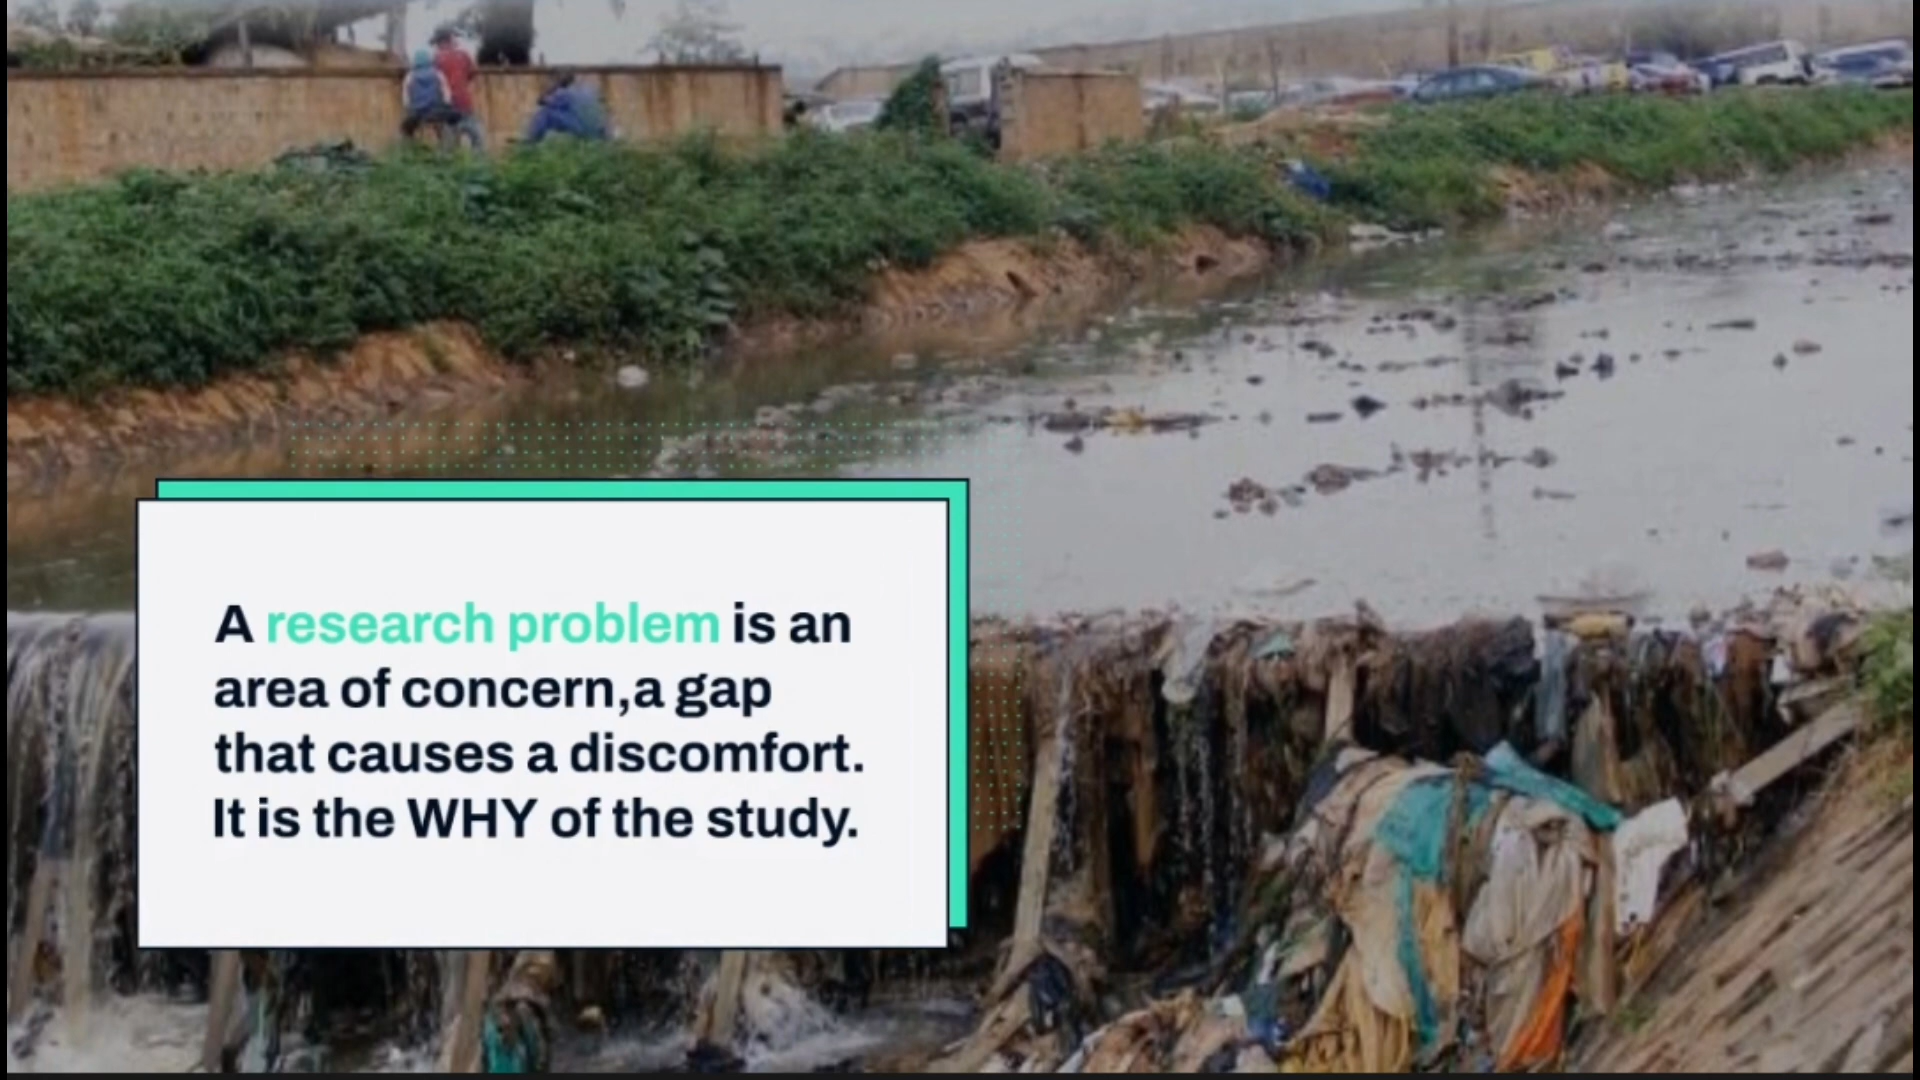 A research problem is an
area of concern,a gap
that causes a discomfort.
It is the WHY of the study.